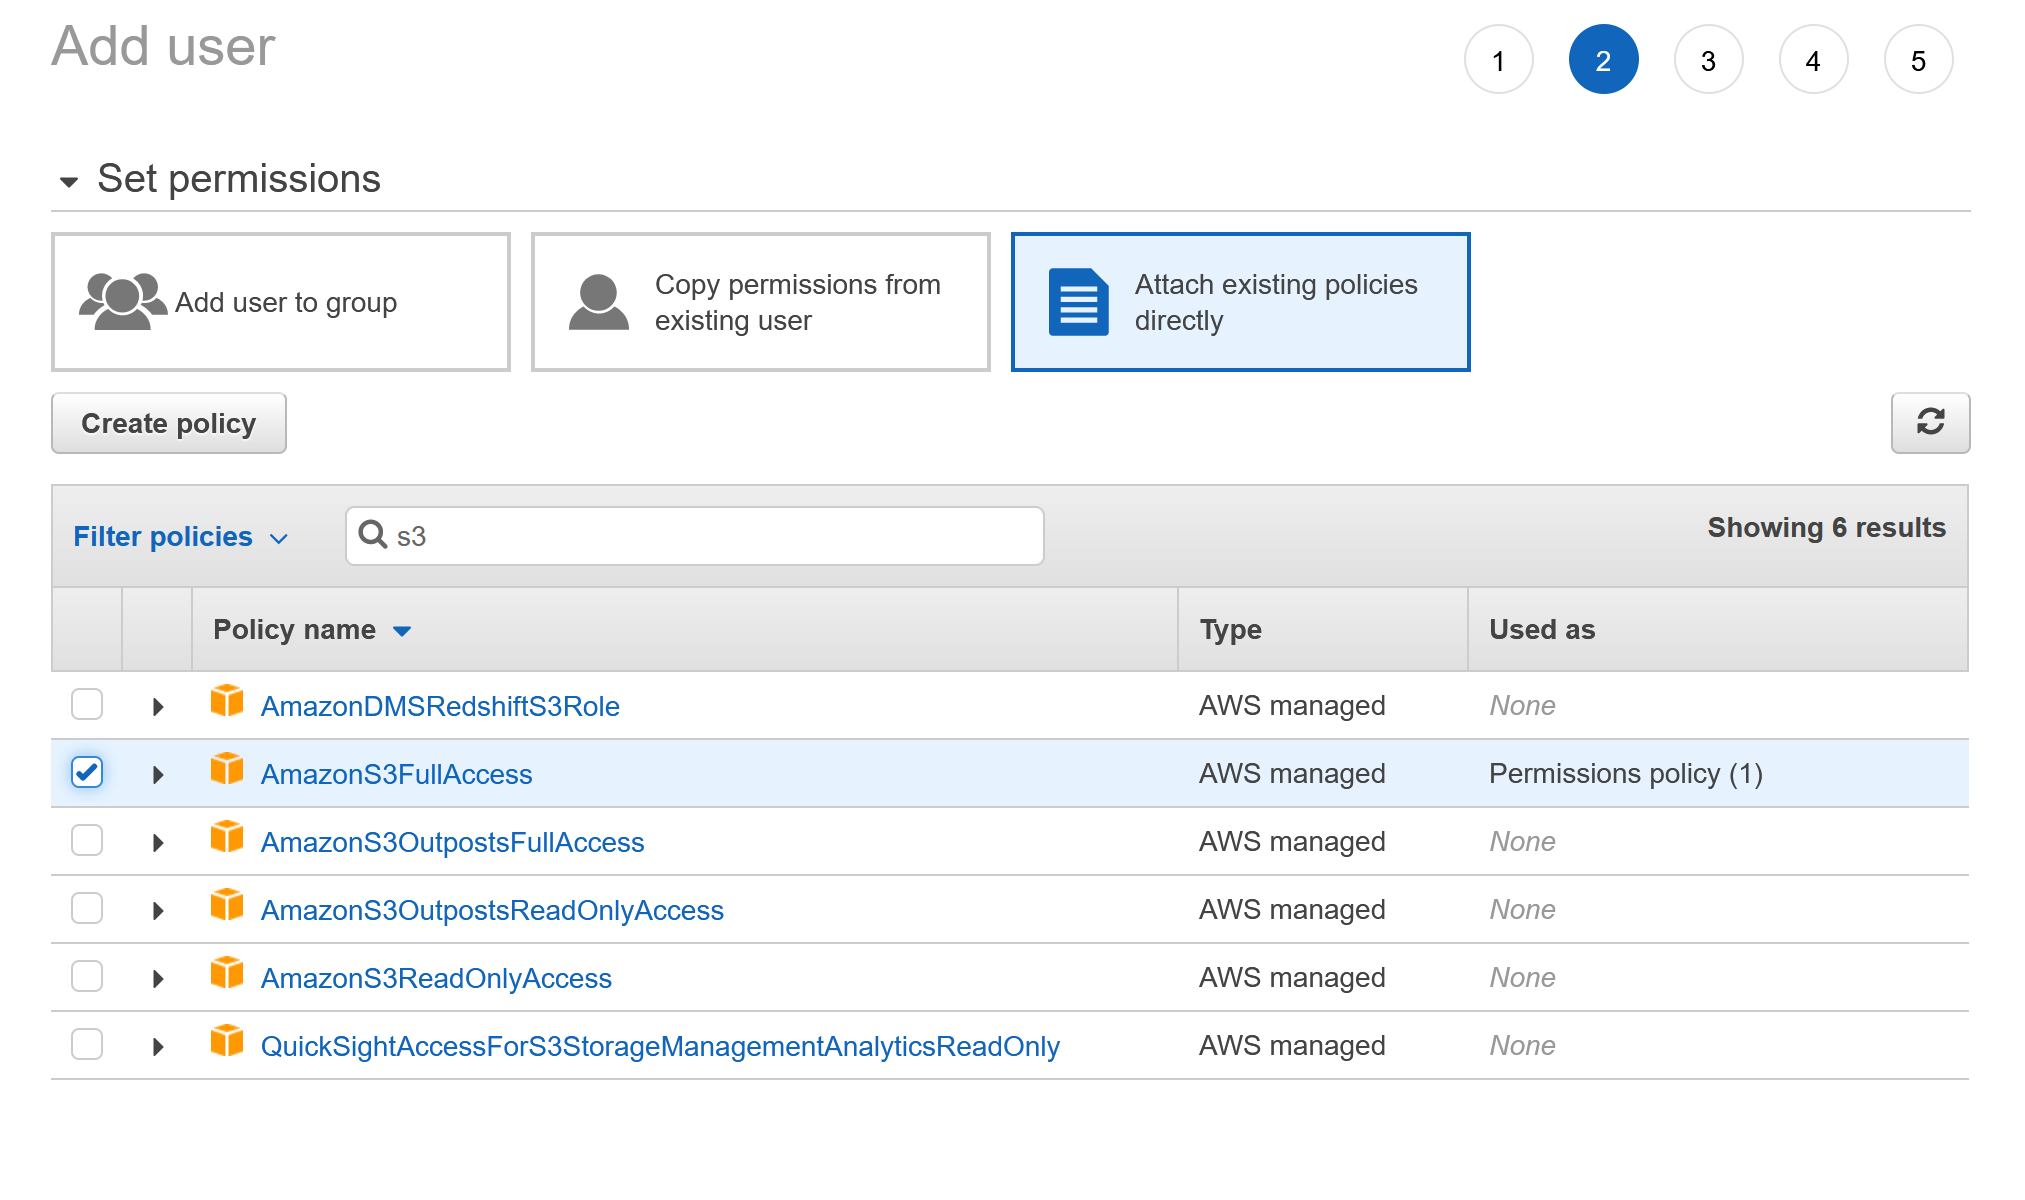 Add user
1 2 3 4 5
Set permissions
Add user to group
Copy permissions from
existing user
Attach existing policies
directly
Create policy
Filter policies
s3
Showing 6 results
Policy name Type Used as
AmazonDMSRedshiftS3Role AWS managed None
AmazonS3FullAccess AWS managed Permissions policy (1)
AmazonS3OutpostsFullAccess AWS managed None
AmazonS3OutpostsReadOnlyAccess AWS managed None
AmazonS3ReadOnlyAccess AWS managed None
QuickSightAccessForS3StorageManagementAnalyticsReadOnly AWS managed None